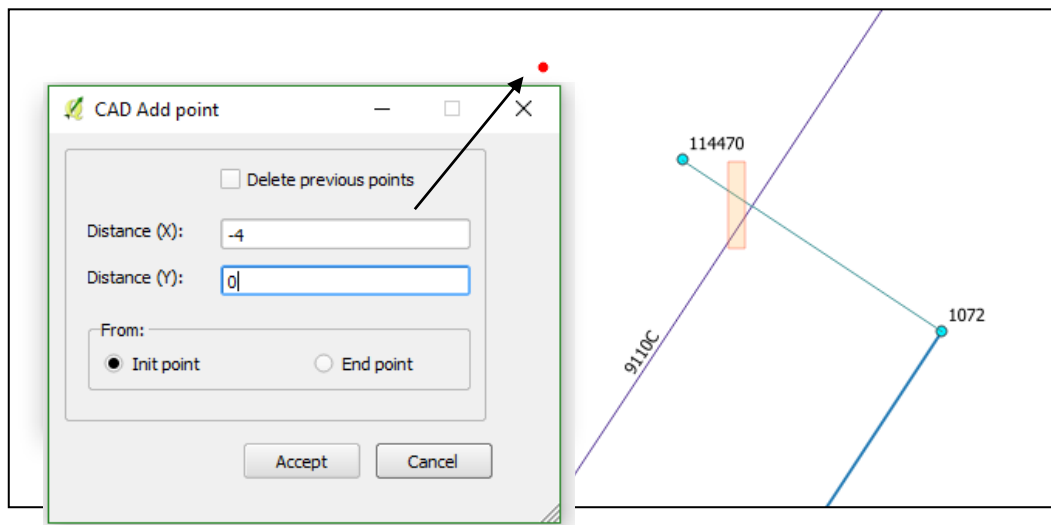 CAD Add point
Delete previous points
Distance (X): -4
Distance (Y): 0
From:
Init point End point
Accept Cancel
114470
1072
9110C